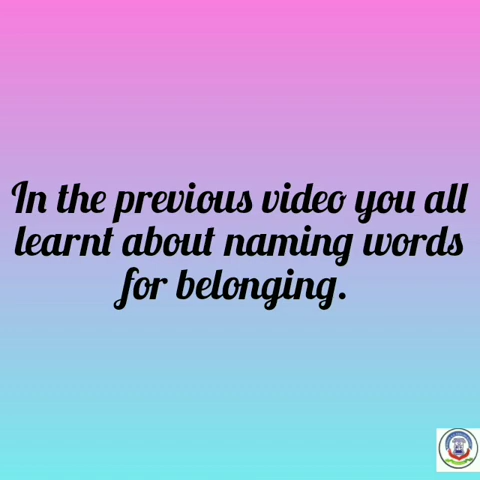 In the previous video you all
learnt about naming words
for belonging.